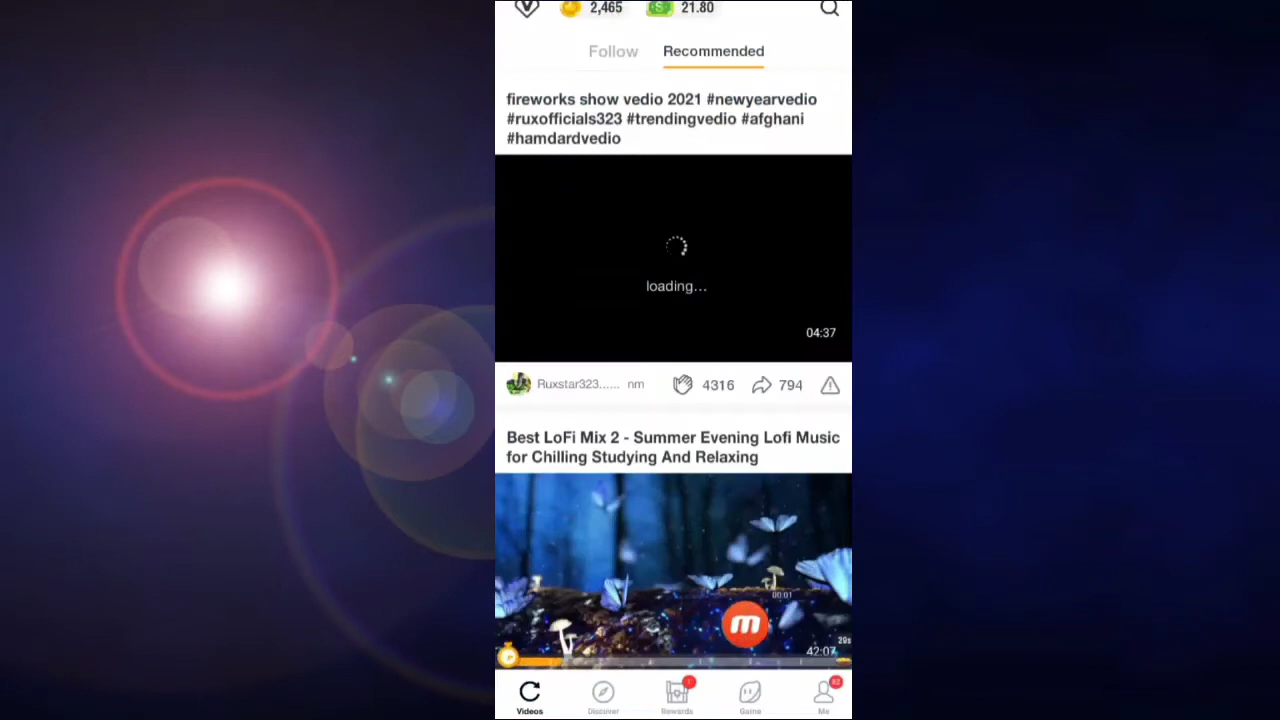 2,465 21.80
Follow Recommended
fireworks show vedio 2021 #newyearvedio
#ruxofficials323 #trendingvedio #afghani
#hamdardvedio
loading...
04:37
Ruxstar323...... nm 4316 794
Best LoFi Mix 2 - Summer Evening Lofi Music
for Chilling Studying And Relaxing
00:01
29s
42:07
1 82
Videos Discover Rewards Game Me